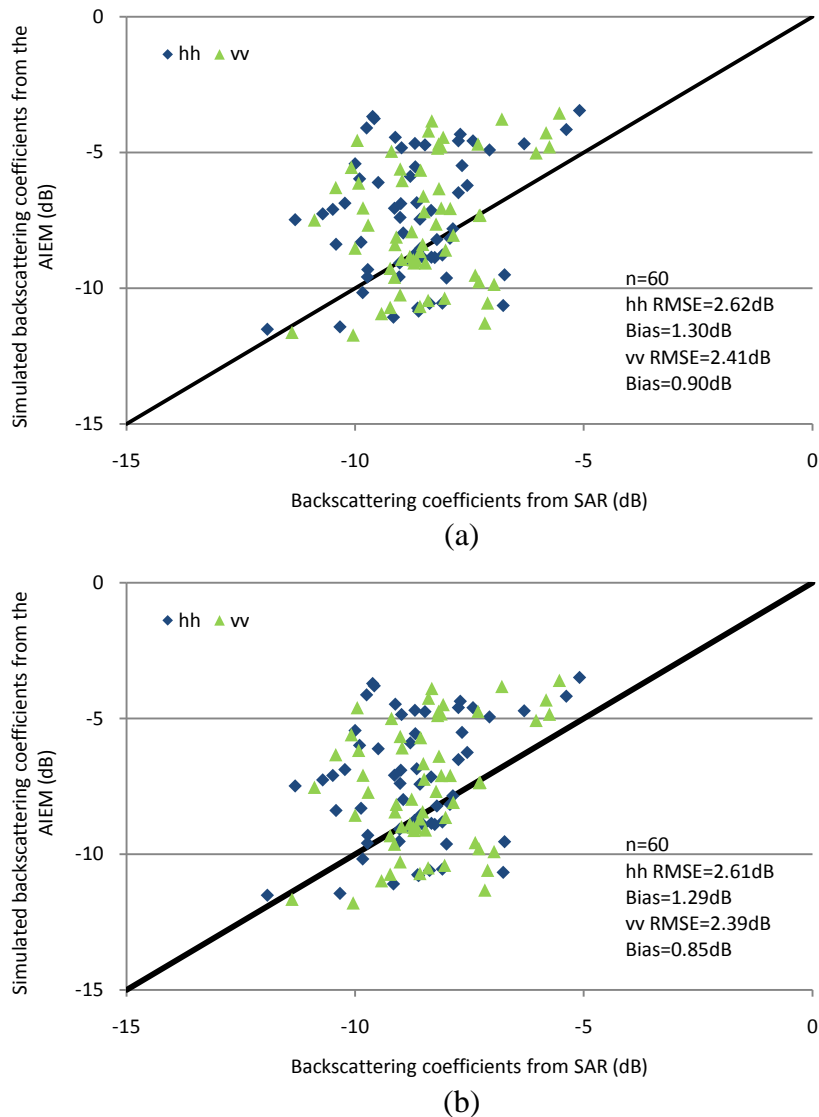 Simulated backscattering coefficients from the
AIEM (dB)
0
-5
-10
-15
hh vv
n=60
hh RMSE=2.62dB
Bias=1.30dB
vv RMSE=2.41dB
Bias=0.90dB
-15 -10 -5 0
Backscattering coefficients from SAR (dB)
(a)
Simulated backscattering coefficients from the
AIEM (dB)
0
-5
-10
-15
hh vv
n=60
hh RMSE=2.61dB
Bias=1.29dB
vv RMSE=2.39dB
Bias=0.85dB
-15 -10 -5 0
Backscattering coefficients from SAR (dB)
(b)